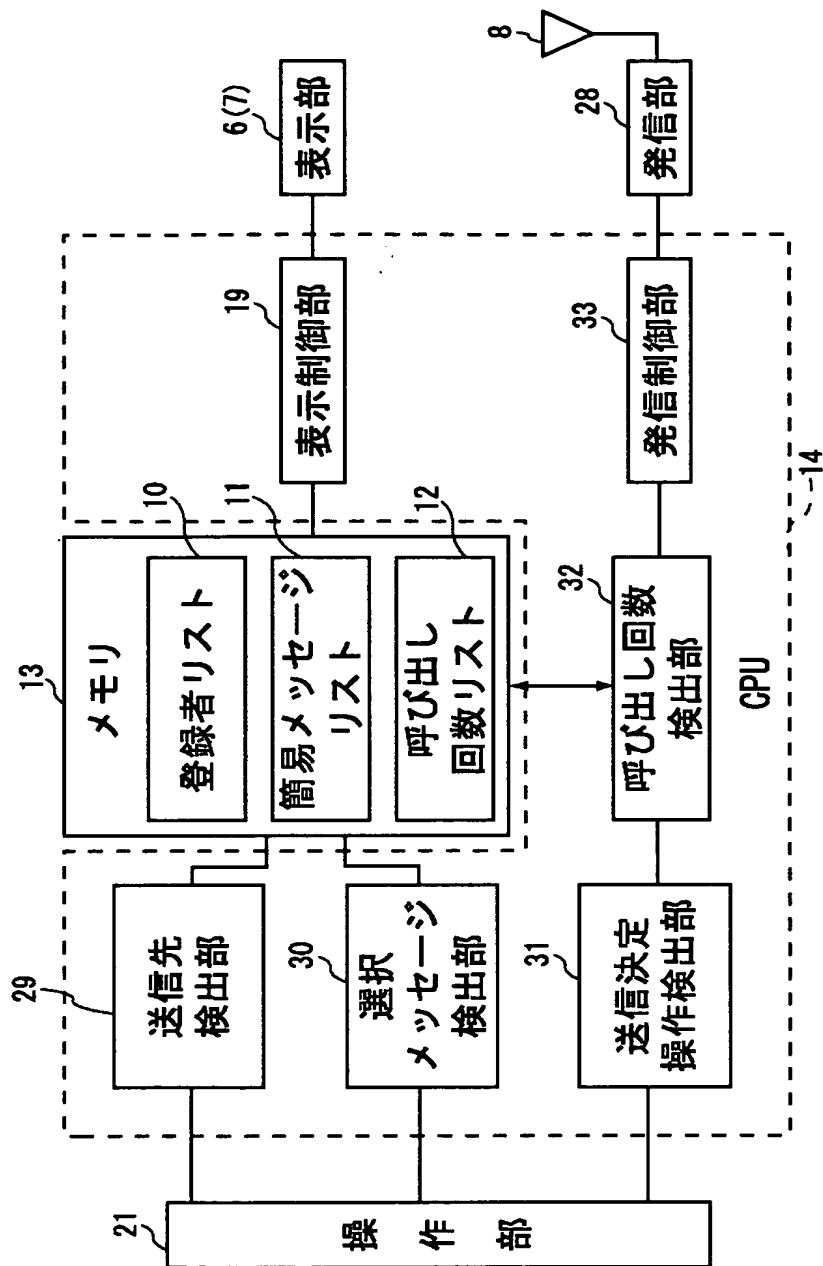 21
操作部
29
送信先
検出部
30
選択
メッセージ
検出部
31
送信決定
操作検出部
13
メモリ
10
登録者リスト
11
簡易メッセージ
リスト
12
呼び出し
回数リスト
32
呼び出し回数
検出部
CPU
19
表示制御部
33
発信制御部
14
6(7)
表示部
28
発信部
8